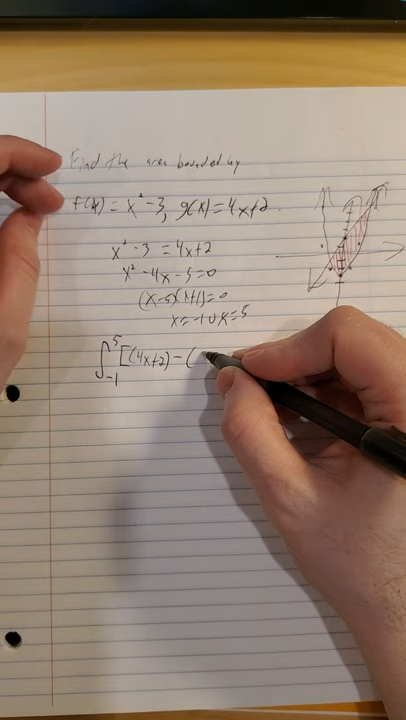 Find the area bounded by
f(x) = x² - 3, g(x) = 4x+2.
x² - 3 = 4x+2
x² - 4x - 5 = 0
(x-5)(x+1) = 0
x = -1 or x = 5
∫₋₁⁵ [(4x+2) - (